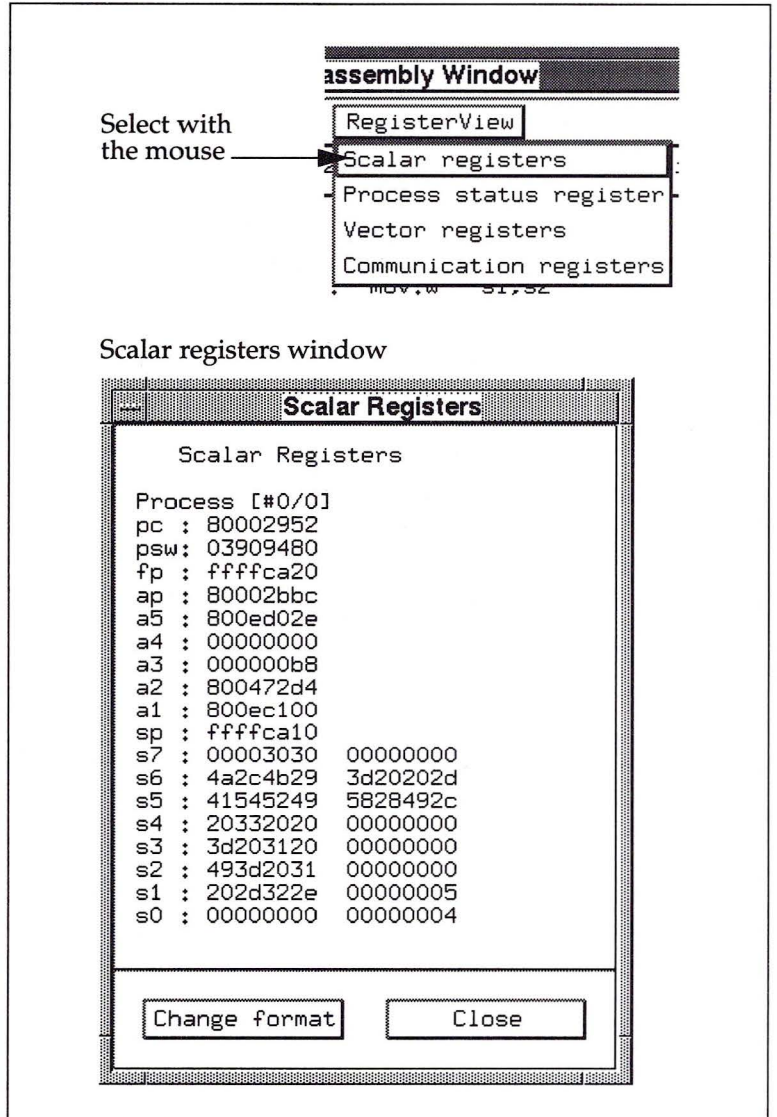 assembly Window
Select with
the mouse
RegisterView
Scalar registers
Process status register
Vector registers
Communication registers
mov.w s1,s2
Scalar registers window
Scalar Registers
Scalar Registers
Process [#0/0]
pc : 80002952
psw: 03909480
fp : ffffca20
ap : 80002bbc
a5 : 800ed02e
a4 : 00000000
a3 : 000000b8
a2 : 800472d4
a1 : 800ec100
sp : ffffca10
s7 : 00003030 00000000
s6 : 4a2c4b29 3d20202d
s5 : 41545249 5828492c
s4 : 20332020 00000000
s3 : 3d203120 00000000
s2 : 493d2031 00000000
s1 : 202d322e 00000005
s0 : 00000000 00000004
Change format
Close